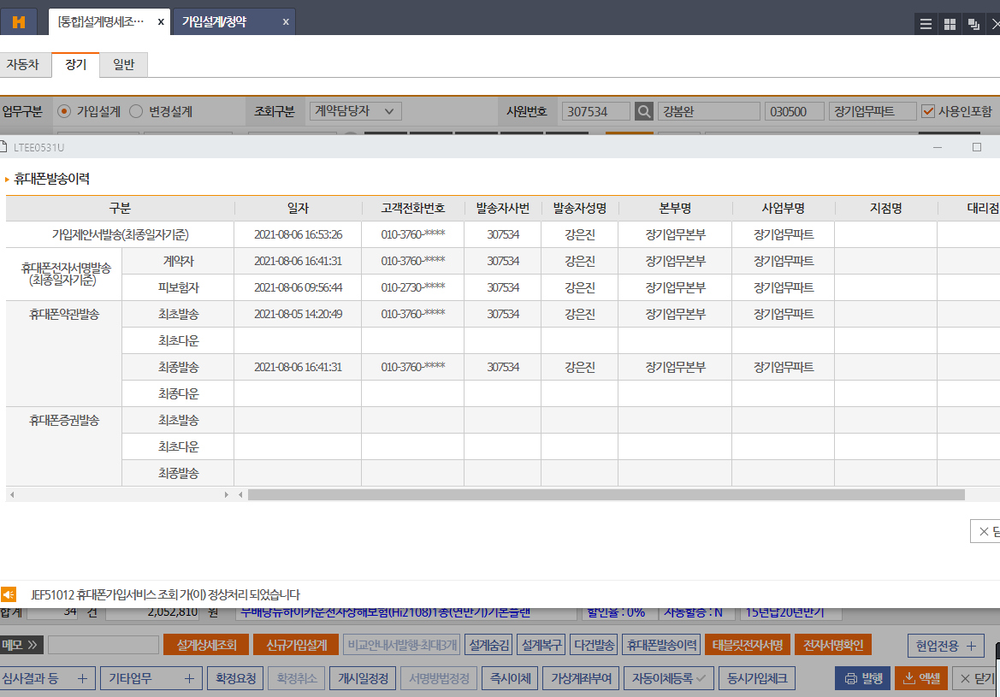 H [통합]설계명세조··· x 가입설계/청약 x
자동차 장기 일반
업무구분 가입설계 변경설계 조회구분 계약담당자 사원번호 307534 강봉완 030500 장기업무파트 사용인포함
LTEE0531U
휴대폰발송이력
구분 일자 고객전화번호 발송자사번 발송자성명 본부명 사업부명 지점명 대리점
가입제안서발송(최종일자기준) 2021-08-06 16:53:26 010-3760-**** 307534 강은진 장기업무본부 장기업무파트
휴대폰전자서명발송
(최종일자기준)
계약자 2021-08-06 16:41:31 010-3760-**** 307534 강은진 장기업무본부 장기업무파트
피보험자 2021-08-06 09:56:44 010-2730-**** 307534 강은진 장기업무본부 장기업무파트
휴대폰약관발송 최초발송 2021-08-05 14:20:49 010-3760-**** 307534 강은진 장기업무본부 장기업무파트
최초다운
최종발송 2021-08-06 16:41:31 010-3760-**** 307534 강은진 장기업무본부 장기업무파트
최종다운
휴대폰증권발송 최초발송
최초다운
최종발송
JEF51012 휴대폰가입서비스 조회 가(이) 정상처리 되었습니다
합계 34 건 2,052,810 원 무배당뉴하이카운전자상해보험(Hi2108)1종(연만기)기본플랜 할인율 : 0% 자동할증 : N 15년납20년만기
메모 설계상세조회 신규가입설계 비교안내서발행-최대3개 설계숨김 설계복구 다건발송 휴대폰발송이력 태블릿전자서명 전자서명확인 현업전용
심사결과 등 기타업무 확정요청 확정취소 개시일정정 서명방법정정 즉시이체 가상계좌부여 자동이체등록 동시가입체크 발행 엑셀 닫기